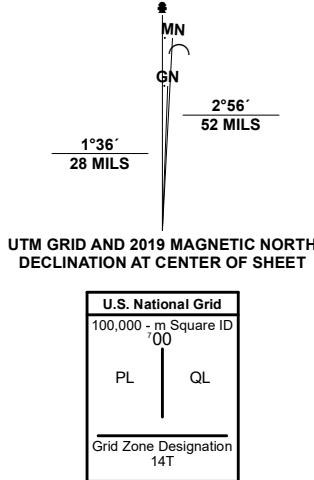 MN
GN
2°56´
52 MILS
1°36´
28 MILS
UTM GRID AND 2019 MAGNETIC NORTH
DECLINATION AT CENTER OF SHEET
U.S. National Grid
100,000 - m Square ID
⁷00
PL QL
Grid Zone Designation
14T